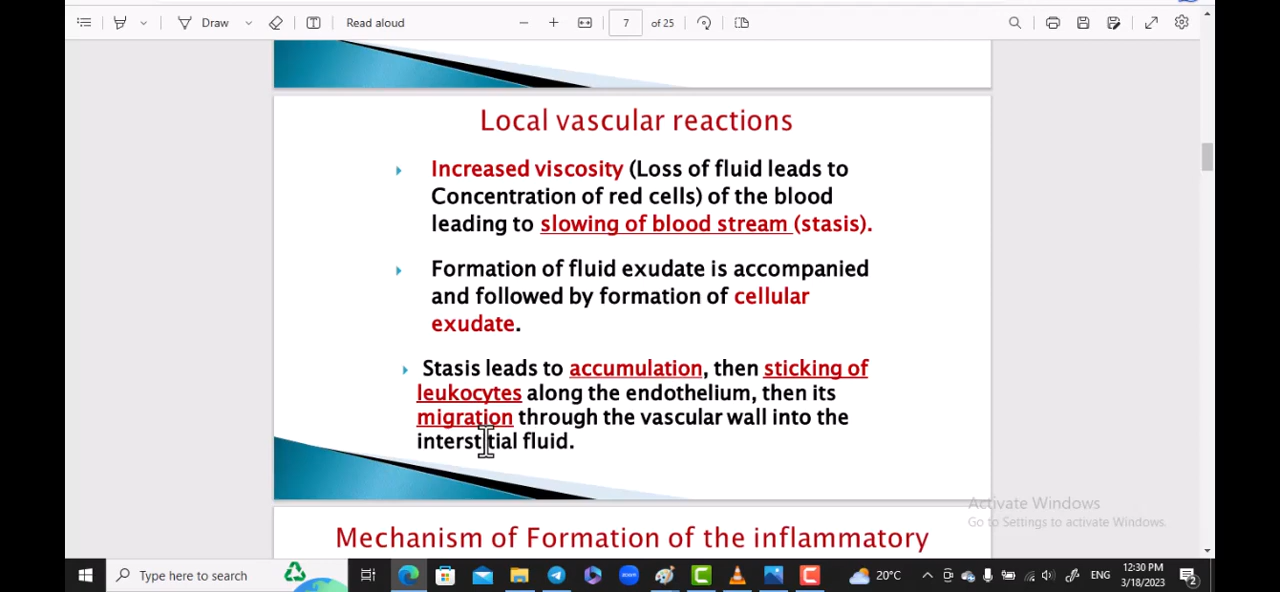 Draw
Read aloud
7
of 25
Local vascular reactions
Increased viscosity (Loss of fluid leads to
Concentration of red cells) of the blood
leading to slowing of blood stream (stasis).
Formation of fluid exudate is accompanied
and followed by formation of cellular
exudate.
Stasis leads to accumulation, then sticking of
leukocytes along the endothelium, then its
migration through the vascular wall into the
interstitial fluid.
Activate Windows
Go to Settings to activate Windows.
Mechanism of Formation of the inflammatory
Type here to search
zoom
20°C
ENG
12:30 PM
3/18/2023
2